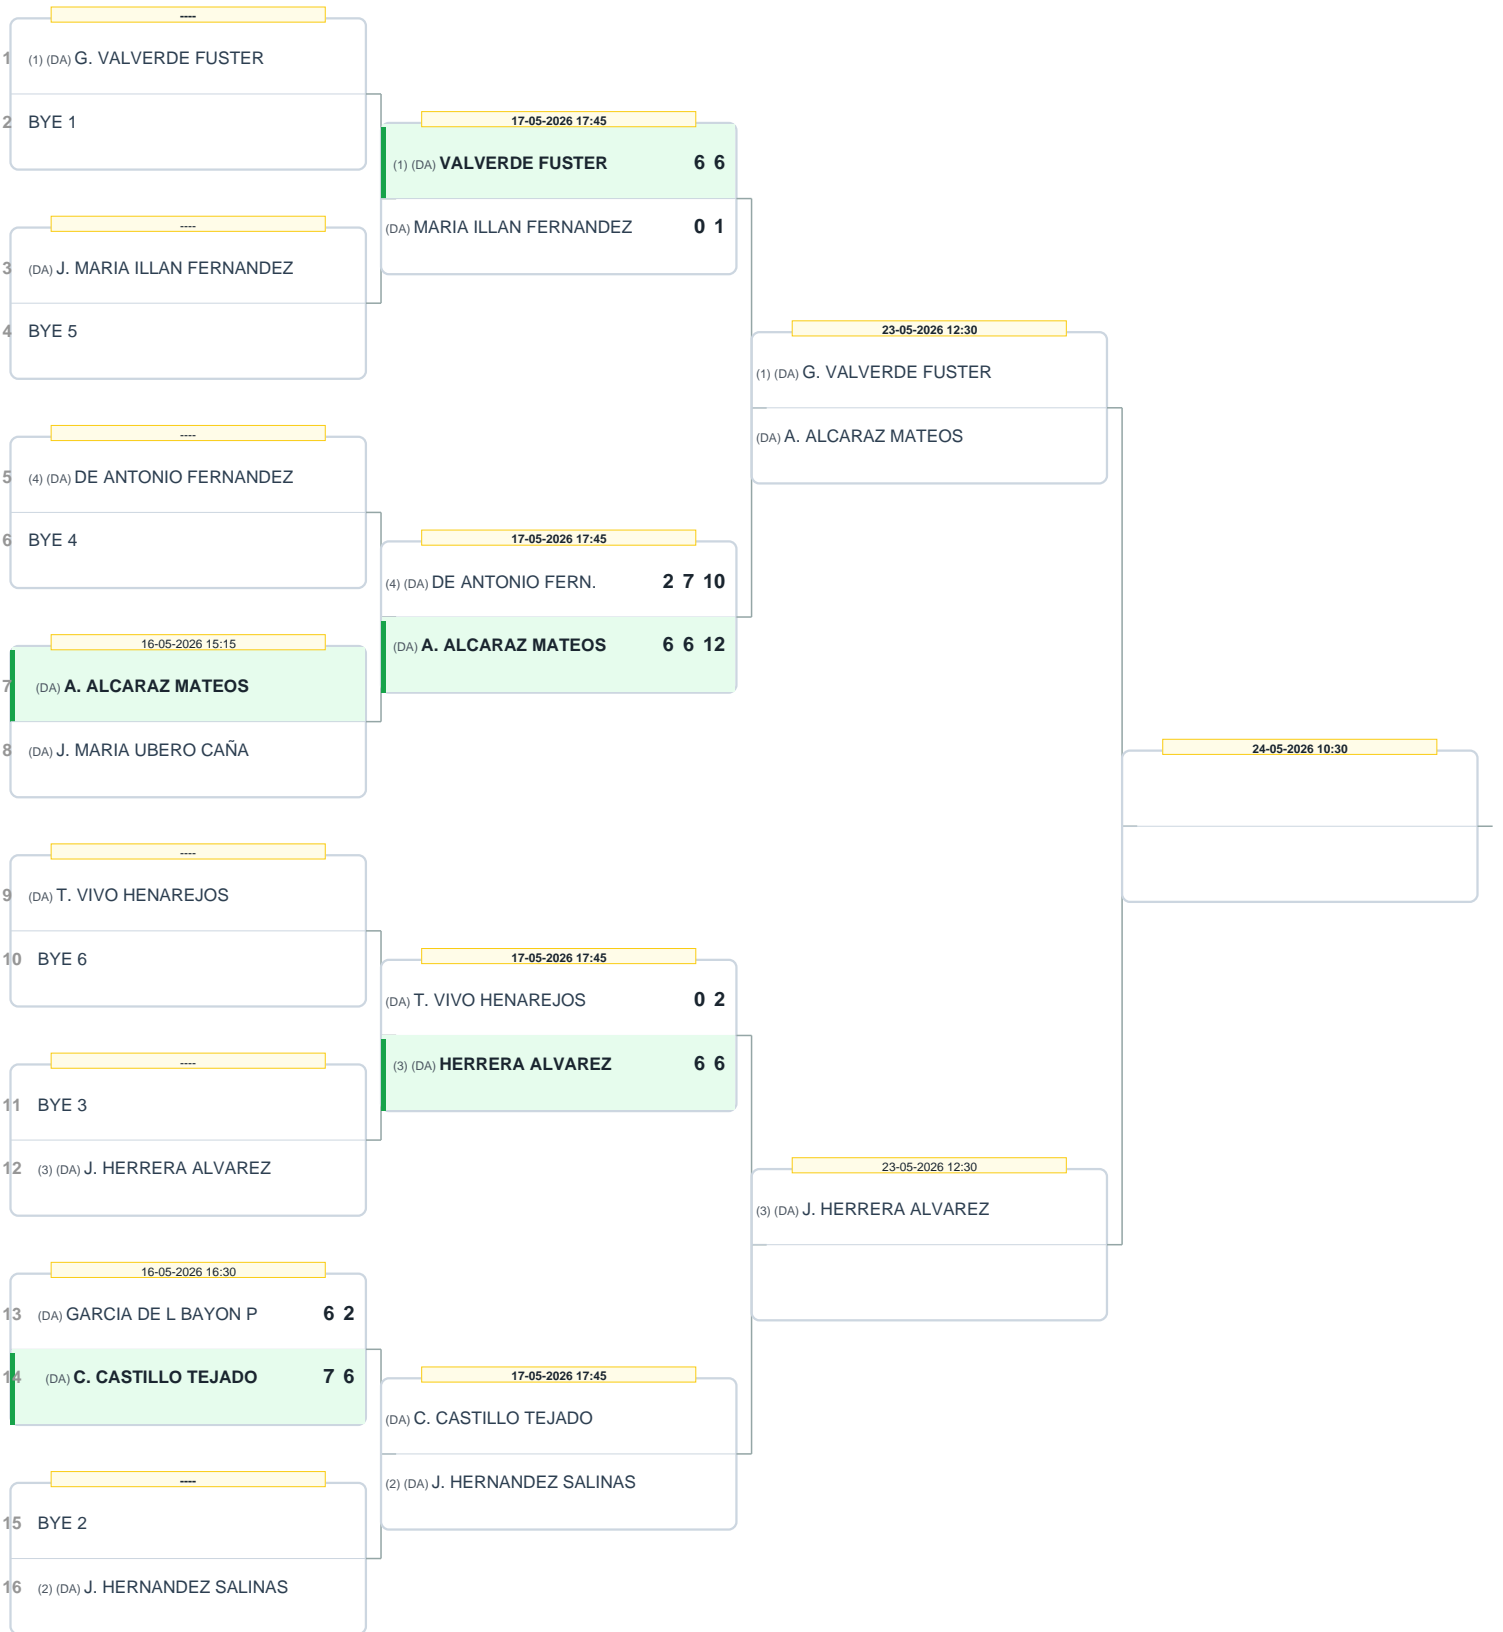 ----
1 (1) (DA) G. VALVERDE FUSTER
2 BYE 1
----
3 (DA) J. MARIA ILLAN FERNANDEZ
4 BYE 5
----
5 (4) (DA) DE ANTONIO FERNANDEZ
6 BYE 4
16-05-2026 15:15
7 (DA) A. ALCARAZ MATEOS
8 (DA) J. MARIA UBERO CAÑA
----
9 (DA) T. VIVO HENAREJOS
10 BYE 6
----
11 BYE 3
12 (3) (DA) J. HERRERA ALVAREZ
16-05-2026 16:30
13 (DA) GARCIA DE L BAYON P 6 2
14 (DA) C. CASTILLO TEJADO 7 6
----
15 BYE 2
16 (2) (DA) J. HERNANDEZ SALINAS
17-05-2026 17:45
(1) (DA) VALVERDE FUSTER 6 6
(DA) MARIA ILLAN FERNANDEZ 0 1
17-05-2026 17:45
(4) (DA) DE ANTONIO FERN. 2 7 10
(DA) A. ALCARAZ MATEOS 6 6 12
17-05-2026 17:45
(DA) T. VIVO HENAREJOS 0 2
(3) (DA) HERRERA ALVAREZ 6 6
17-05-2026 17:45
(DA) C. CASTILLO TEJADO
(2) (DA) J. HERNANDEZ SALINAS
23-05-2026 12:30
(1) (DA) G. VALVERDE FUSTER
(DA) A. ALCARAZ MATEOS
23-05-2026 12:30
(3) (DA) J. HERRERA ALVAREZ
24-05-2026 10:30